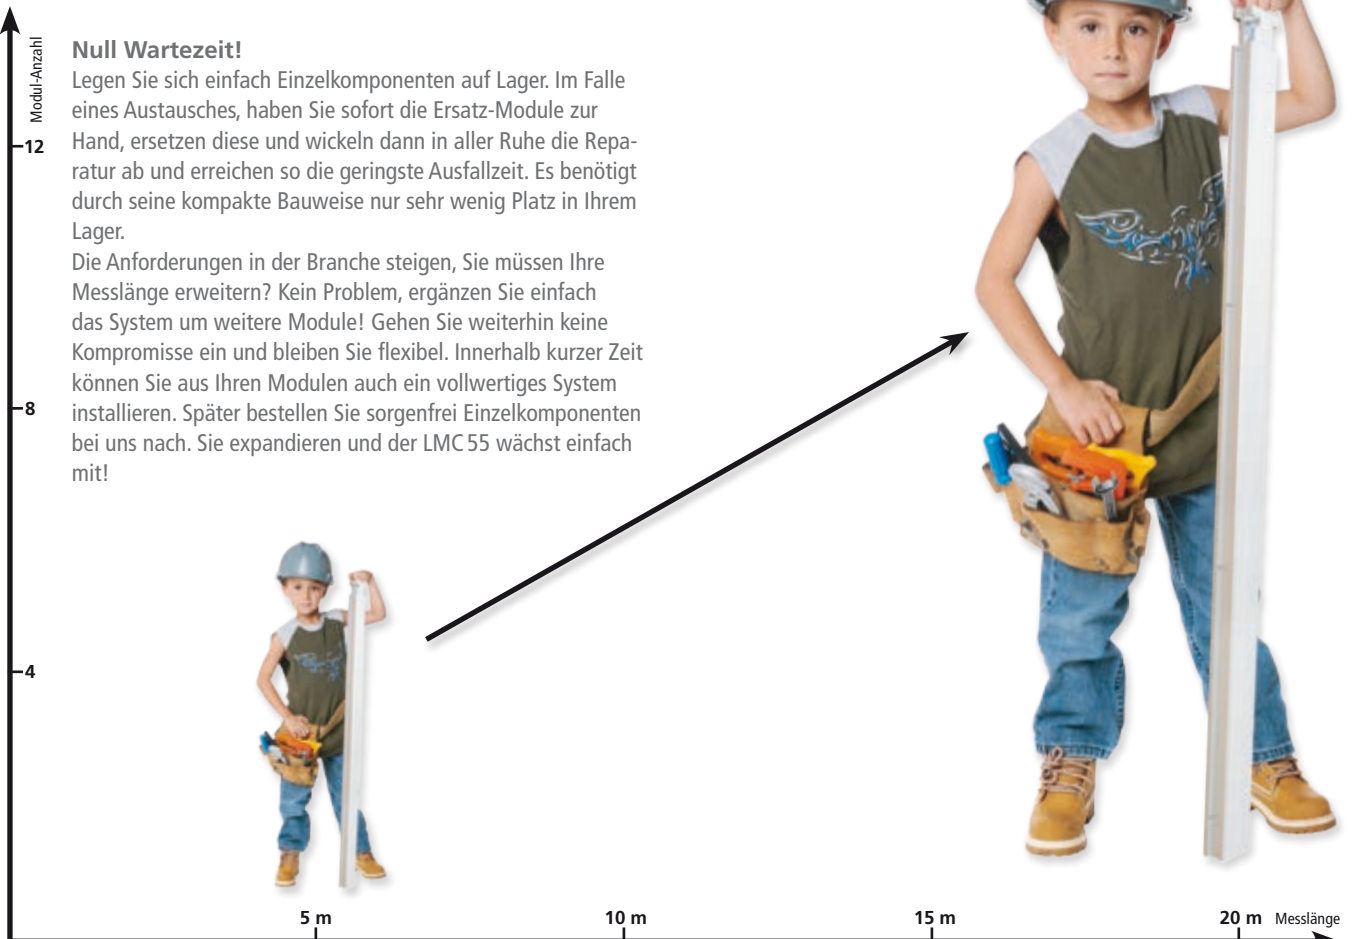 Modul-Anzahl
Null Wartezeit!
Legen Sie sich einfach Einzelkomponenten auf Lager. Im Falle
eines Austausches, haben Sie sofort die Ersatz-Module zur
Hand, ersetzen diese und wickeln dann in aller Ruhe die Repa-
ratur ab und erreichen so die geringste Ausfallzeit. Es benötigt
durch seine kompakte Bauweise nur sehr wenig Platz in Ihrem
Lager.
Die Anforderungen in der Branche steigen, Sie müssen Ihre
Messlänge erweitern? Kein Problem, ergänzen Sie einfach
das System um weitere Module! Gehen Sie weiterhin keine
Kompromisse ein und bleiben Sie flexibel. Innerhalb kurzer Zeit
können Sie aus Ihren Modulen auch ein vollwertiges System
installieren. Später bestellen Sie sorgenfrei Einzelkomponenten
bei uns nach. Sie expandieren und der LMC 55 wächst einfach
mit!
12
8
4
5 m
10 m
15 m
20 m Messlänge